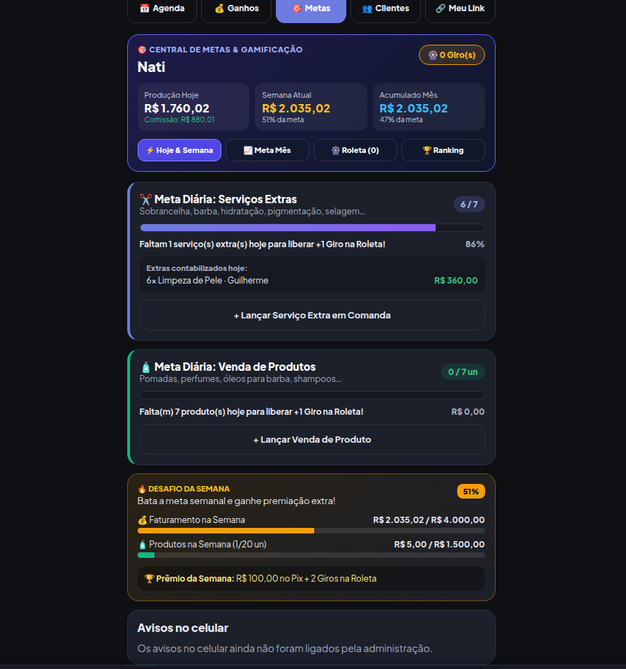 📅 Agenda
💰 Ganhos
🎯 Metas
👥 Clientes
🔗 Meu Link
🎯 CENTRAL DE METAS & GAMIFICAÇÃO
Nati
🎡 0 Giro(s)
Produção Hoje
R$ 1.760,02
Comissão: R$ 880,01
Semana Atual
R$ 2.035,02
51% da meta
Acumulado Mês
R$ 2.035,02
47% da meta
⚡ Hoje & Semana
📈 Meta Mês
🎡 Roleta (0)
🏆 Ranking
✂️ Meta Diária: Serviços Extras
Sobrancelha, barba, hidratação, pigmentação, selagem...
6 / 7
Faltam 1 serviço(s) extra(s) hoje para liberar +1 Giro na Roleta!
86%
Extras contabilizados hoje:
6x Limpeza de Pele · Guilherme
R$ 360,00
+ Lançar Serviço Extra em Comanda
🧴 Meta Diária: Venda de Produtos
Pomadas, perfumes, óleos para barba, shampoos...
0 / 7 un
Falta(m) 7 produto(s) hoje para liberar +1 Giro na Roleta!
R$ 0,00
+ Lançar Venda de Produto
🔥 DESAFIO DA SEMANA
Bata a meta semanal e ganhe premiação extra!
51%
💰 Faturamento na Semana
R$ 2.035,02 / R$ 4.000,00
🧴 Produtos na Semana (1/20 un)
R$ 5,00 / R$ 1.500,00
🏆 Prêmio da Semana: R$ 100,00 no Pix + 2 Giros na Roleta
Avisos no celular
Os avisos no celular ainda não foram ligados pela administração.